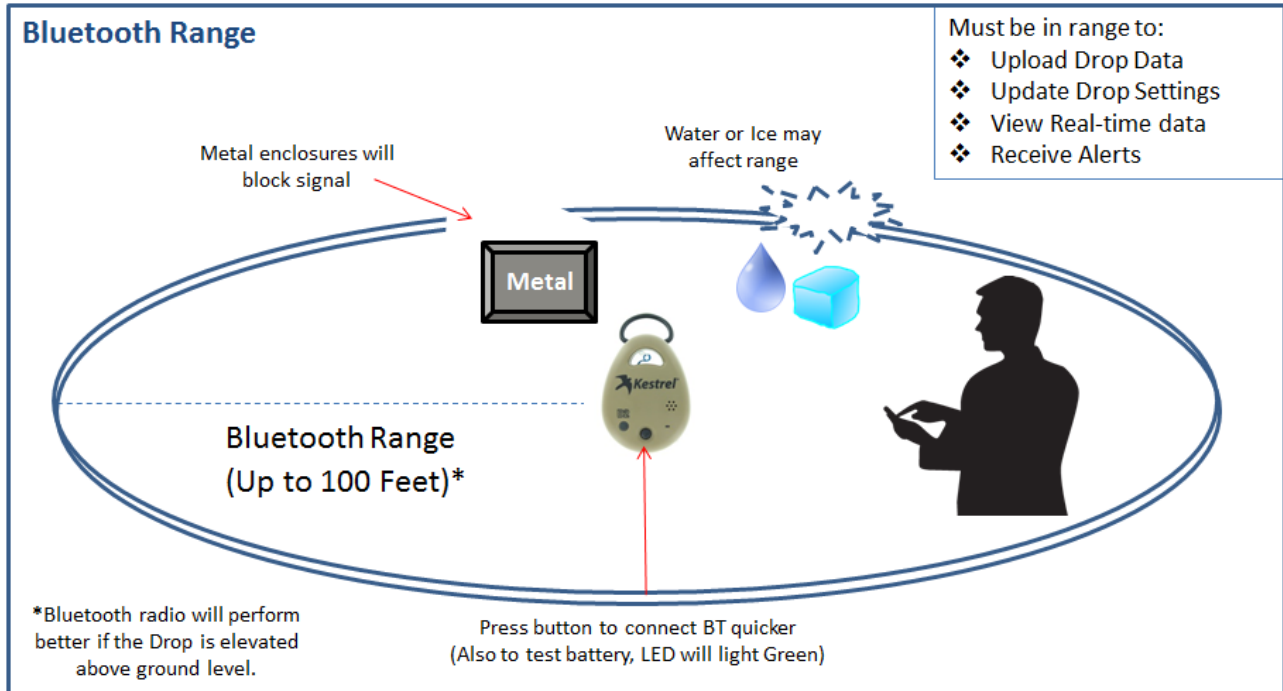 Bluetooth Range
Must be in range to:
❖ Upload Drop Data
❖ Update Drop Settings
❖ View Real-time data
❖ Receive Alerts
Metal enclosures will
block signal
Water or Ice may
affect range
Metal
D
Kestrel
Bluetooth Range
(Up to 100 Feet)*
*Bluetooth radio will perform
better if the Drop is elevated
above ground level.
Press button to connect BT quicker
(Also to test battery, LED will light Green)